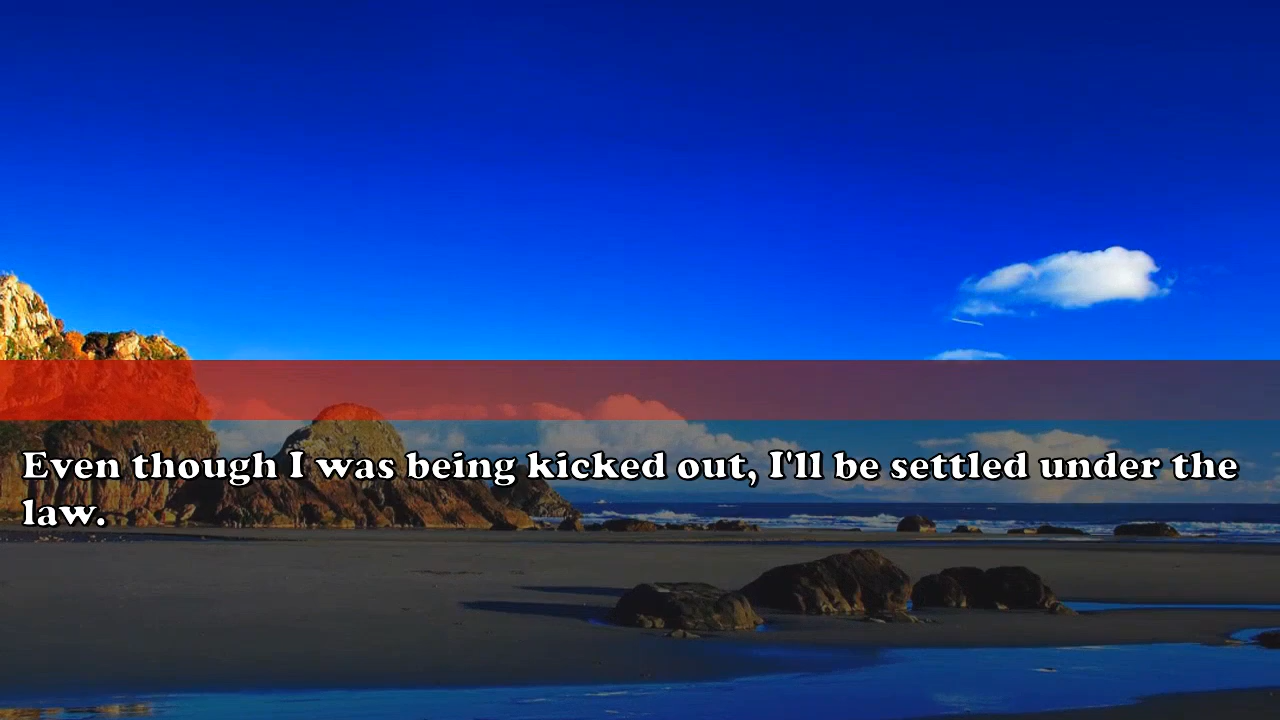 Even though I was being kicked out, I'll be settled under the
law.